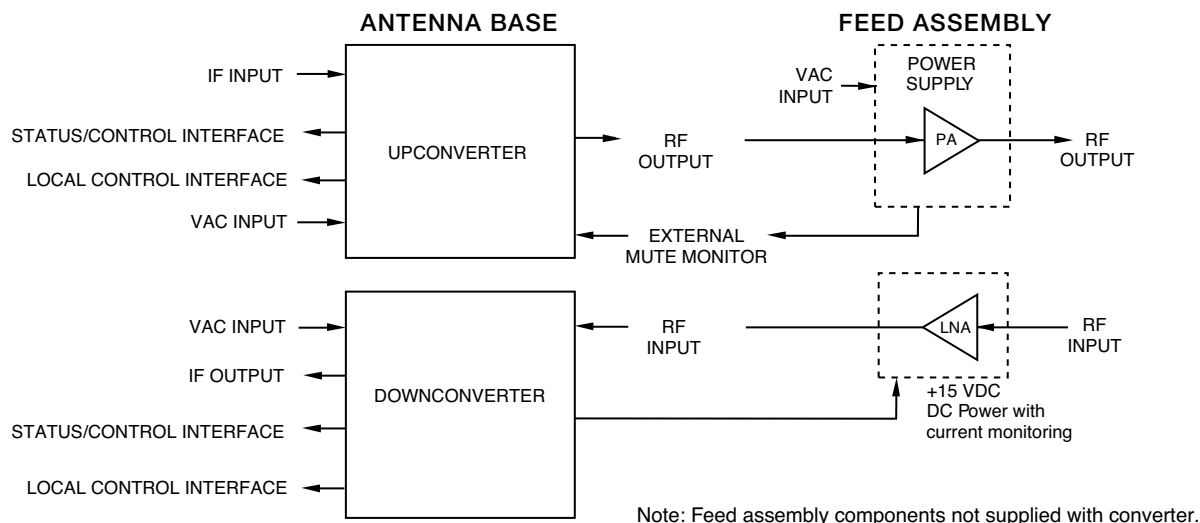 ANTENNA BASE
FEED ASSEMBLY
IF INPUT
STATUS/CONTROL INTERFACE
LOCAL CONTROL INTERFACE
VAC INPUT
UPCONVERTER
RF
OUTPUT
EXTERNAL
MUTE MONITOR
VAC
INPUT
POWER
SUPPLY
PA
RF
OUTPUT
VAC INPUT
IF OUTPUT
STATUS/CONTROL INTERFACE
LOCAL CONTROL INTERFACE
DOWNCONVERTER
RF
INPUT
LNA
RF
INPUT
+15 VDC
DC Power with
current monitoring
Note: Feed assembly components not supplied with converter.